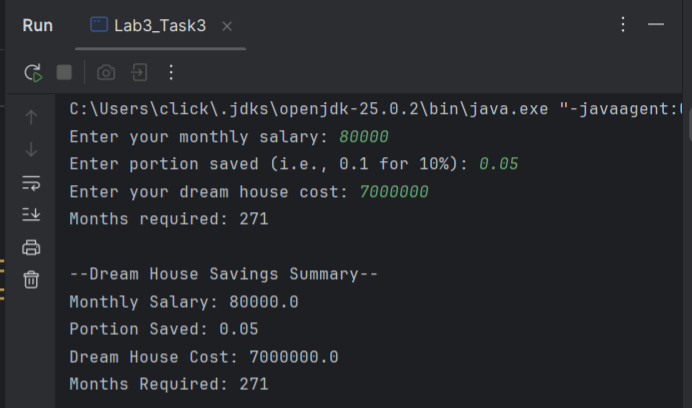 Run Lab3_Task3
C:\Users\click\.jdks\openjdk-25.0.2\bin\java.exe "-javaagent:
Enter your monthly salary: 80000
Enter portion saved (i.e., 0.1 for 10%): 0.05
Enter your dream house cost: 7000000
Months required: 271
--Dream House Savings Summary--
Monthly Salary: 80000.0
Portion Saved: 0.05
Dream House Cost: 7000000.0
Months Required: 271